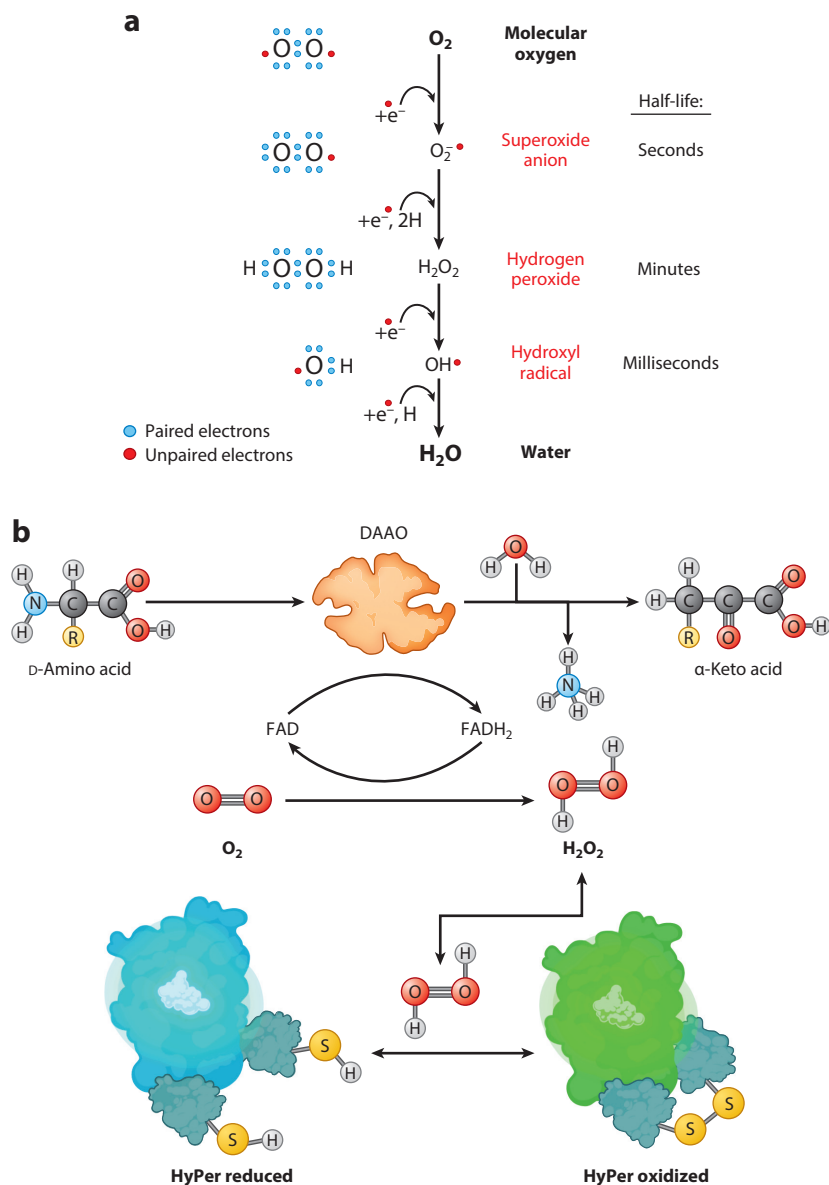 a
O O
O₂
Molecular
oxygen
+e⁻
Half-life:
O O
O₂⁻•
Superoxide
anion
Seconds
+e⁻, 2H
H O O H
H₂O₂
Hydrogen
peroxide
Minutes
+e⁻
O H
OH•
Hydroxyl
radical
Milliseconds
+e⁻, H
Paired electrons
Unpaired electrons
H₂O
Water
b
DAAO
H O H
H H N H C R C O O H
D-Amino acid
H H C R C O C O O H
α-Keto acid
H H N H H
FAD
FADH₂
O O
O₂
H O O H
H₂O₂
H O O H
S H
S H
S S
HyPer reduced
HyPer oxidized